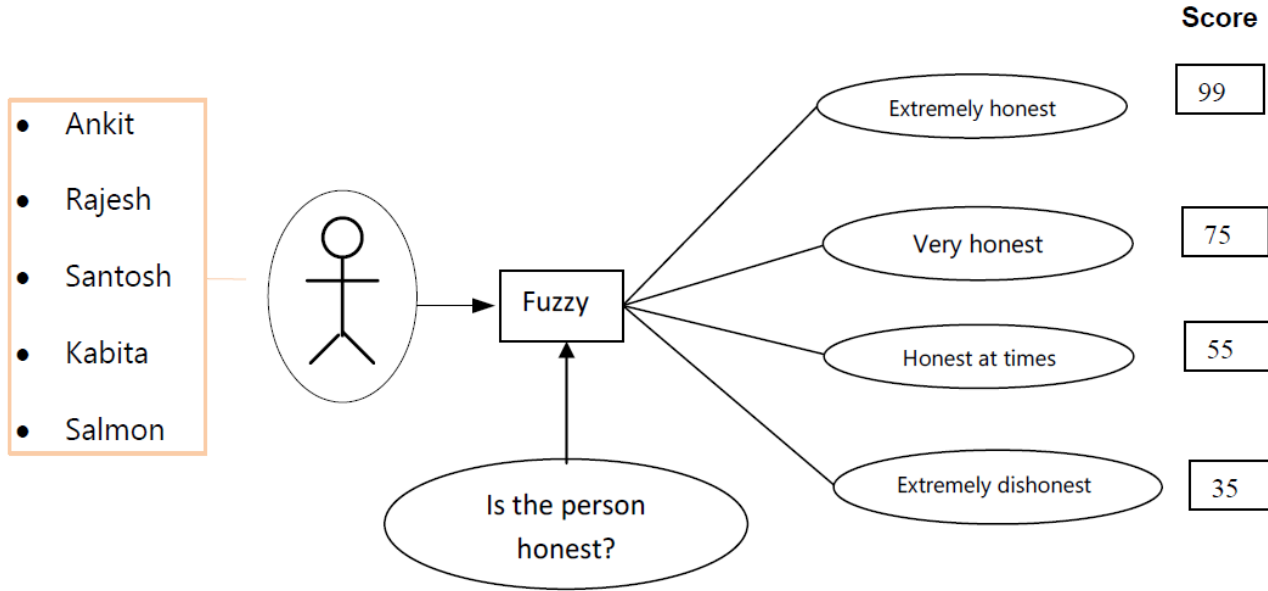 Score
Extremely honest
99
• Ankit
• Rajesh
• Santosh
• Kabita
• Salmon
Very honest
75
Fuzzy
Honest at times
55
Extremely dishonest
35
Is the person
honest?